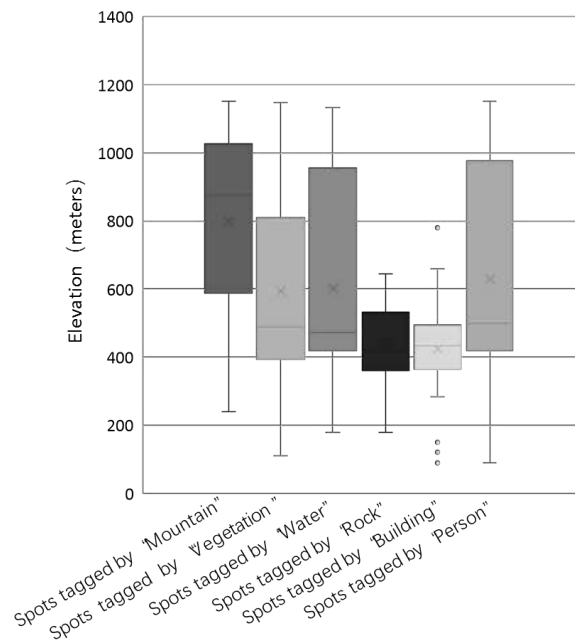 1400
1200
1000
800
600
400
200
0
Elevation (meters)
Spots tagged by "Mountain"
Spots tagged by "Vegetation"
Spots tagged by "Water"
Spots tagged by "Rock"
Spots tagged by "Building"
Spots tagged by "Person"